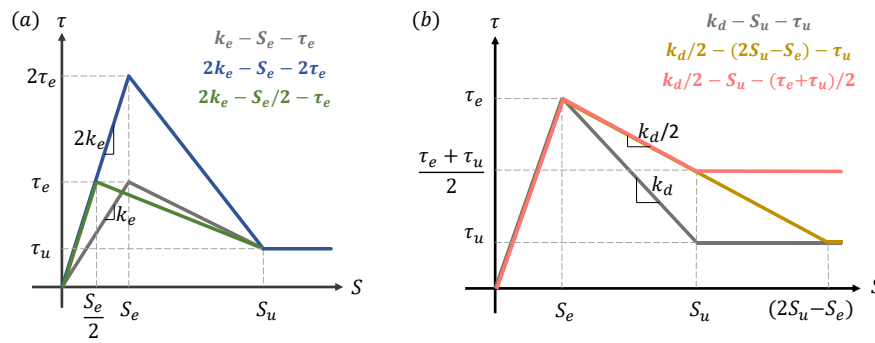 (a)
τ
k_e − S_e − τ_e
2k_e − S_e − 2τ_e
2k_e − S_e/2 − τ_e
2τ_e
2k_e
τ_e
k_e
τ_u
S_e/2
S_e
S_u
S
(b)
τ
k_d − S_u − τ_u
k_d/2 − (2S_u−S_e) − τ_u
k_d/2 − S_u − (τ_e+τ_u)/2
τ_e
k_d/2
(τ_e + τ_u)/2
k_d
τ_u
S_e
S_u
(2S_u−S_e)
S